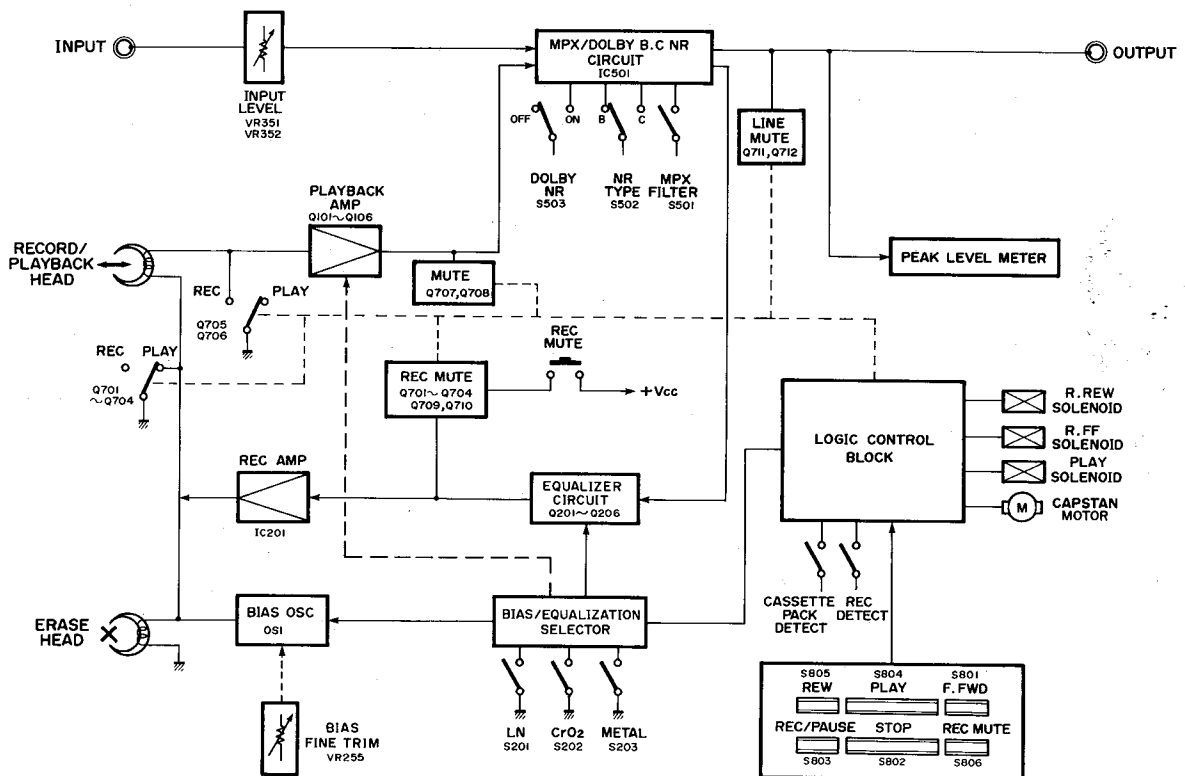 INPUT
INPUT
LEVEL
VR351
VR352
MPX/DOLBY B.C NR
CIRCUIT
IC501
OUTPUT
OFF
ON
B
C
DOLBY
NR
S503
NR
TYPE
S502
MPX
FILTER
S501
LINE
MUTE
Q711,Q712
PLAYBACK
AMP
Q101~Q106
RECORD/
PLAYBACK
HEAD
MUTE
Q707,Q708
PEAK LEVEL METER
REC
PLAY
Q705
Q706
REC
PLAY
Q701
~Q704
REC MUTE
Q701~Q704
Q709,Q710
REC
MUTE
+Vcc
LOGIC CONTROL
BLOCK
R.REW
SOLENOID
R.FF
SOLENOID
PLAY
SOLENOID
M
CAPSTAN
MOTOR
REC AMP
IC201
EQUALIZER
CIRCUIT
Q201~Q206
CASSETTE
PACK
DETECT
REC
DETECT
ERASE
HEAD
BIAS OSC
OS1
BIAS/EQUALIZATION
SELECTOR
LN
S201
CrO2
S202
METAL
S203
BIAS
FINE TRIM
VR255
S805
REW
S804
PLAY
S801
F.FWD
REC/PAUSE
S803
STOP
S802
REC MUTE
S806